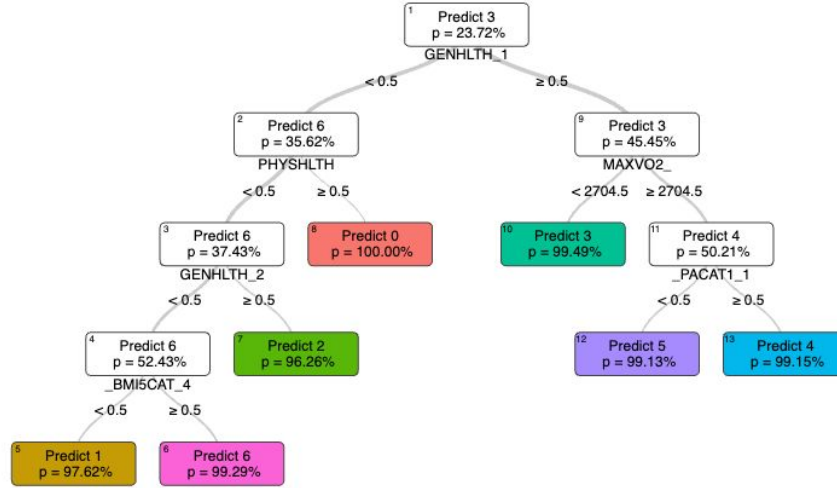 1
Predict 3
p = 23.72%
GENHLTH_1
< 0.5
≥ 0.5
2
Predict 6
p = 35.62%
PHYSHLTH
9
Predict 3
p = 45.45%
MAXVO2_
< 0.5
≥ 0.5
< 2704.5
≥ 2704.5
3
Predict 6
p = 37.43%
GENHLTH_2
8
Predict 0
p = 100.00%
10
Predict 3
p = 99.49%
11
Predict 4
p = 50.21%
_PACAT1_1
< 0.5
≥ 0.5
< 0.5
≥ 0.5
4
Predict 6
p = 52.43%
_BMI5CAT_4
7
Predict 2
p = 96.26%
12
Predict 5
p = 99.13%
13
Predict 4
p = 99.15%
< 0.5
≥ 0.5
5
Predict 1
p = 97.62%
6
Predict 6
p = 99.29%